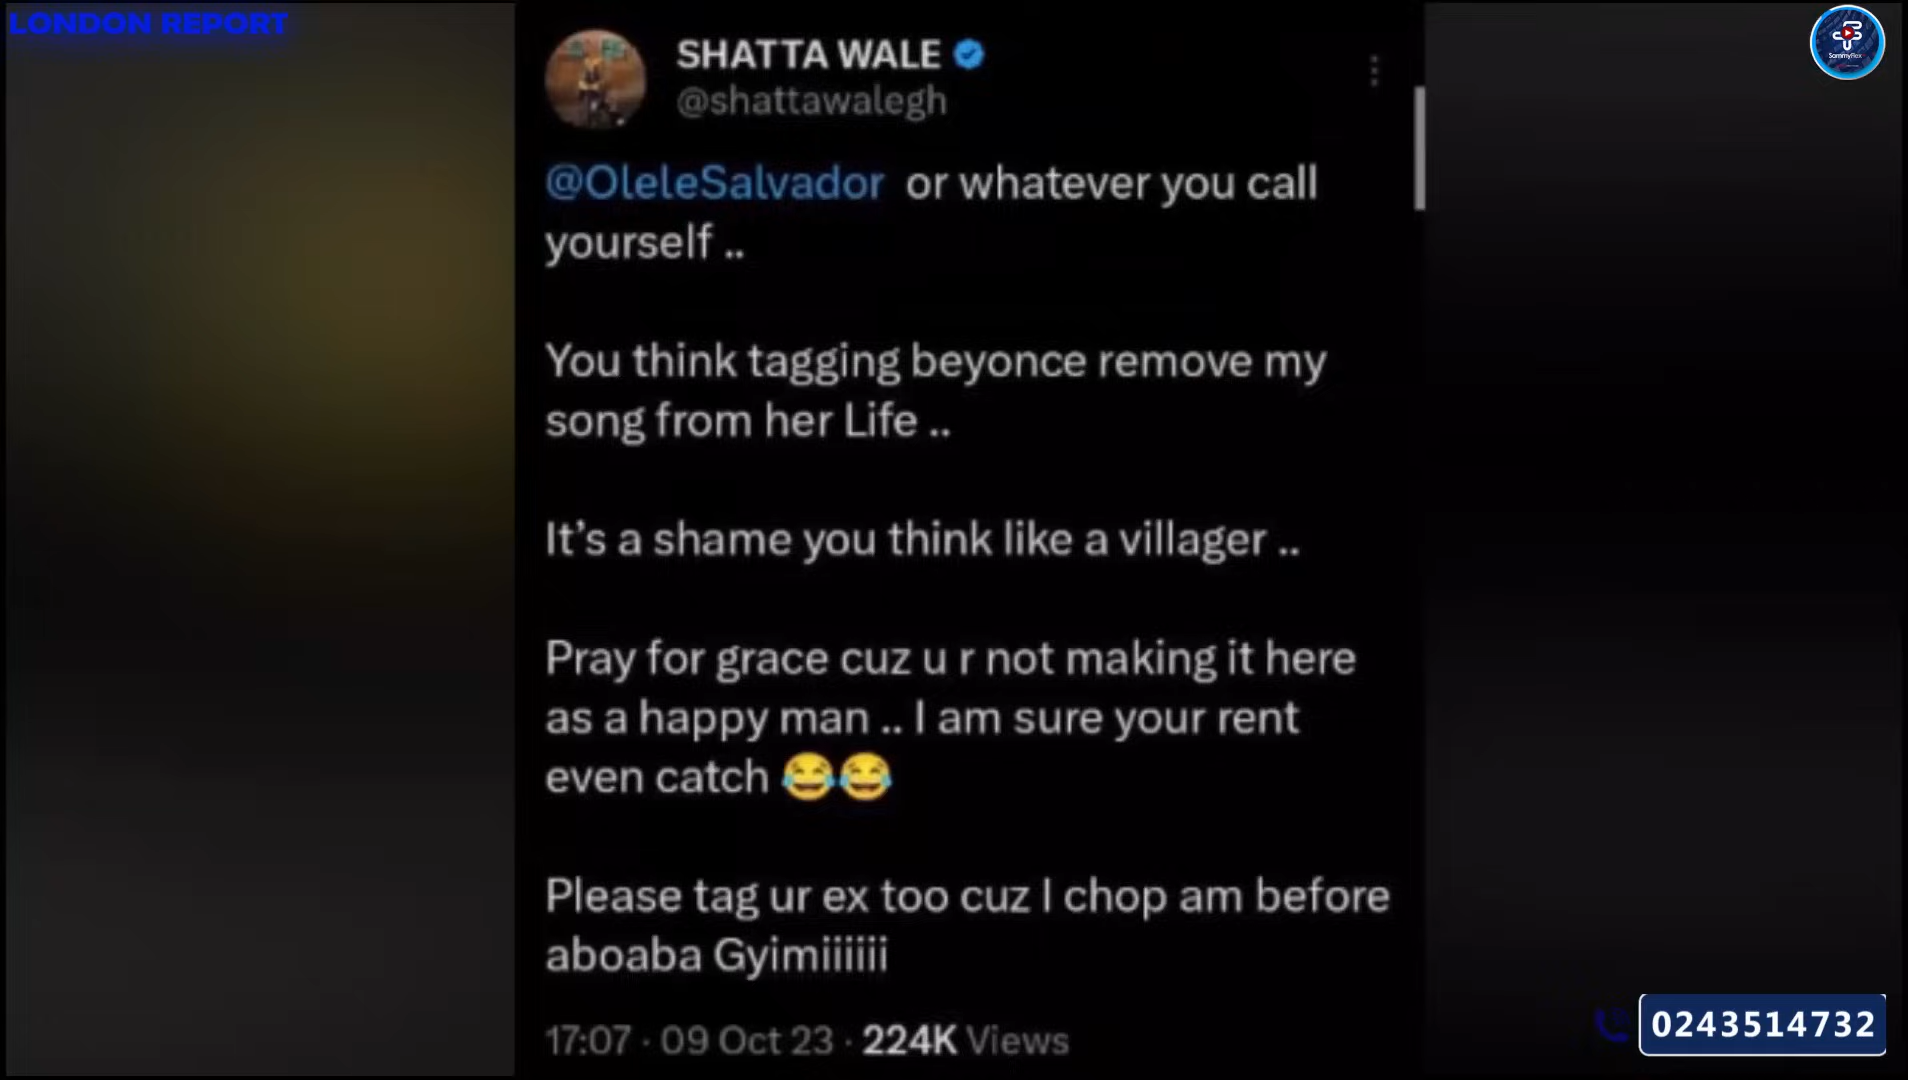 LONDON REPORT
SHATTA WALE
@shattawalegh
@OleleSalvador or whatever you call
yourself ..
You think tagging beyonce remove my
song from her Life ..
It's a shame you think like a villager ..
Pray for grace cuz u r not making it here
as a happy man .. I am sure your rent
even catch 😂😂
Please tag ur ex too cuz I chop am before
aboaba Gyimiiiiii
17:07 · 09 Oct 23 · 224K Views
SammyFlex
0243514732